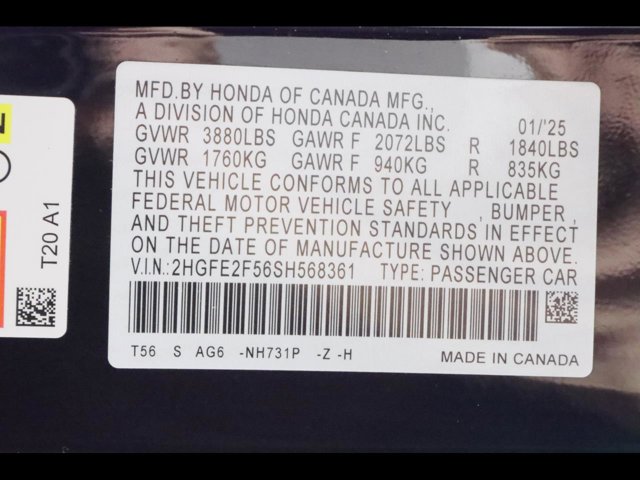 MFD.BY HONDA OF CANADA MFG.,
A DIVISION OF HONDA CANADA INC. 01/'25
GVWR 3880LBS GAWR F 2072LBS R 1840LBS
GVWR 1760KG GAWR F 940KG R 835KG
THIS VEHICLE CONFORMS TO ALL APPLICABLE
FEDERAL MOTOR VEHICLE SAFETY , BUMPER ,
AND THEFT PREVENTION STANDARDS IN EFFECT
ON THE DATE OF MANUFACTURE SHOWN ABOVE.
V.I.N.:2HGFE2F56SH568361 TYPE: PASSENGER CAR
T56 S AG6 -NH731P -Z -H MADE IN CANADA
T20 A1